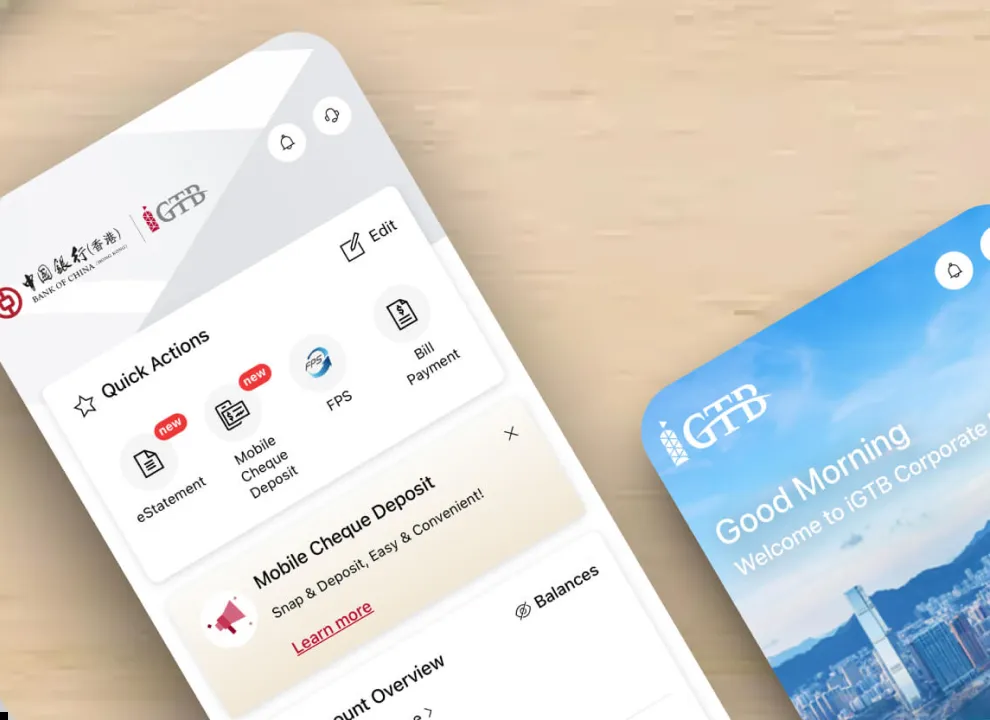 中國銀行(香港)
BANK OF CHINA (HONG KONG)
iGTB
Edit
Quick Actions
new
eStatement
new
Mobile
Cheque
Deposit
FPS
FPS
Bill
Payment
Mobile Cheque Deposit
Snap & Deposit, Easy & Convenient!
Learn more
Balances
ount Overview
iGTB
Good Morning
Welcome to iGTB Corporate